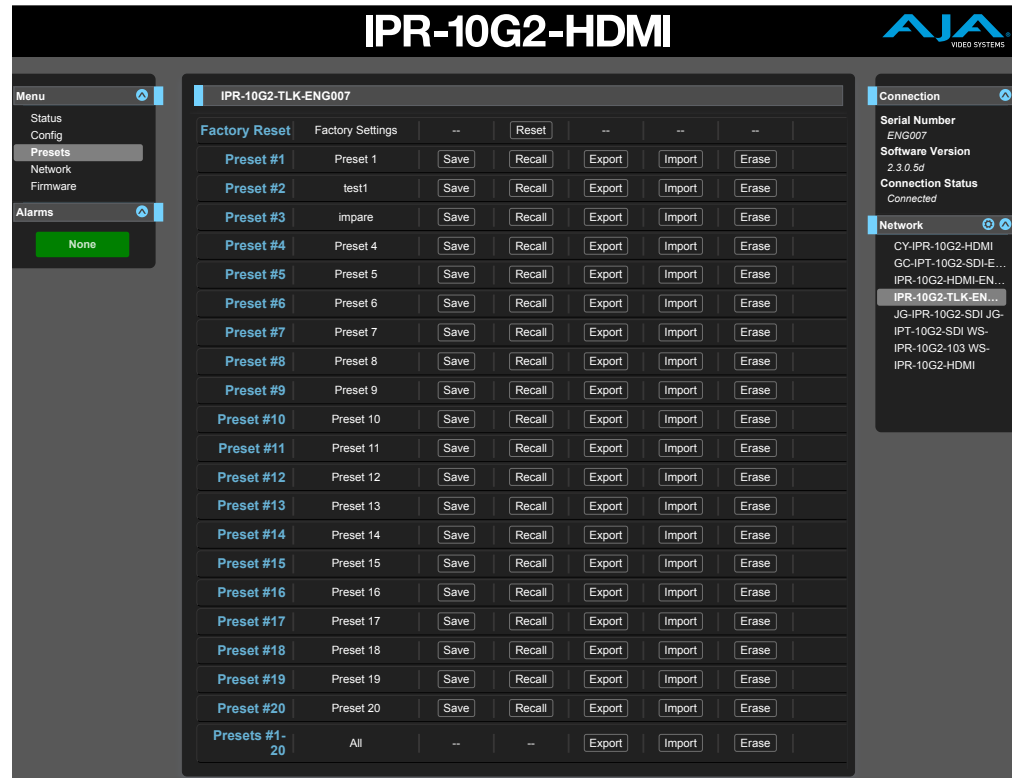 IPR-10G2-HDMI
AJA
VIDEO SYSTEMS
Menu
Status
Config
Presets
Network
Firmware
Alarms
None
IPR-10G2-TLK-ENG007
Factory Reset Factory Settings -- Reset -- -- --
Preset #1 Preset 1 Save Recall Export Import Erase
Preset #2 test1 Save Recall Export Import Erase
Preset #3 impare Save Recall Export Import Erase
Preset #4 Preset 4 Save Recall Export Import Erase
Preset #5 Preset 5 Save Recall Export Import Erase
Preset #6 Preset 6 Save Recall Export Import Erase
Preset #7 Preset 7 Save Recall Export Import Erase
Preset #8 Preset 8 Save Recall Export Import Erase
Preset #9 Preset 9 Save Recall Export Import Erase
Preset #10 Preset 10 Save Recall Export Import Erase
Preset #11 Preset 11 Save Recall Export Import Erase
Preset #12 Preset 12 Save Recall Export Import Erase
Preset #13 Preset 13 Save Recall Export Import Erase
Preset #14 Preset 14 Save Recall Export Import Erase
Preset #15 Preset 15 Save Recall Export Import Erase
Preset #16 Preset 16 Save Recall Export Import Erase
Preset #17 Preset 17 Save Recall Export Import Erase
Preset #18 Preset 18 Save Recall Export Import Erase
Preset #19 Preset 19 Save Recall Export Import Erase
Preset #20 Preset 20 Save Recall Export Import Erase
Presets #1-
20 All -- -- Export Import Erase
Connection
Serial Number
ENG007
Software Version
2.3.0.5d
Connection Status
Connected
Network
CY-IPR-10G2-HDMI
GC-IPT-10G2-SDI-E...
IPR-10G2-HDMI-EN...
IPR-10G2-TLK-EN...
JG-IPR-10G2-SDI JG-
IPT-10G2-SDI WS-
IPR-10G2-103 WS-
IPR-10G2-HDMI